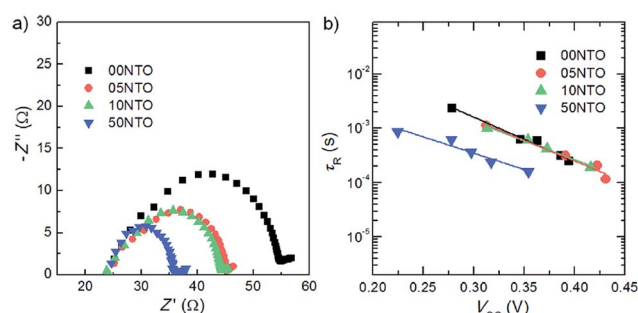 a)
30
25
20
15
10
5
0
-Z'' (Ω)
00NTO
05NTO
10NTO
50NTO
10 20 30 40 50 60
Z' (Ω)
b)
10⁻²
10⁻³
10⁻⁴
10⁻⁵
τR (s)
00NTO
05NTO
10NTO
50NTO
0.20 0.25 0.30 0.35 0.40 0.45
(V)